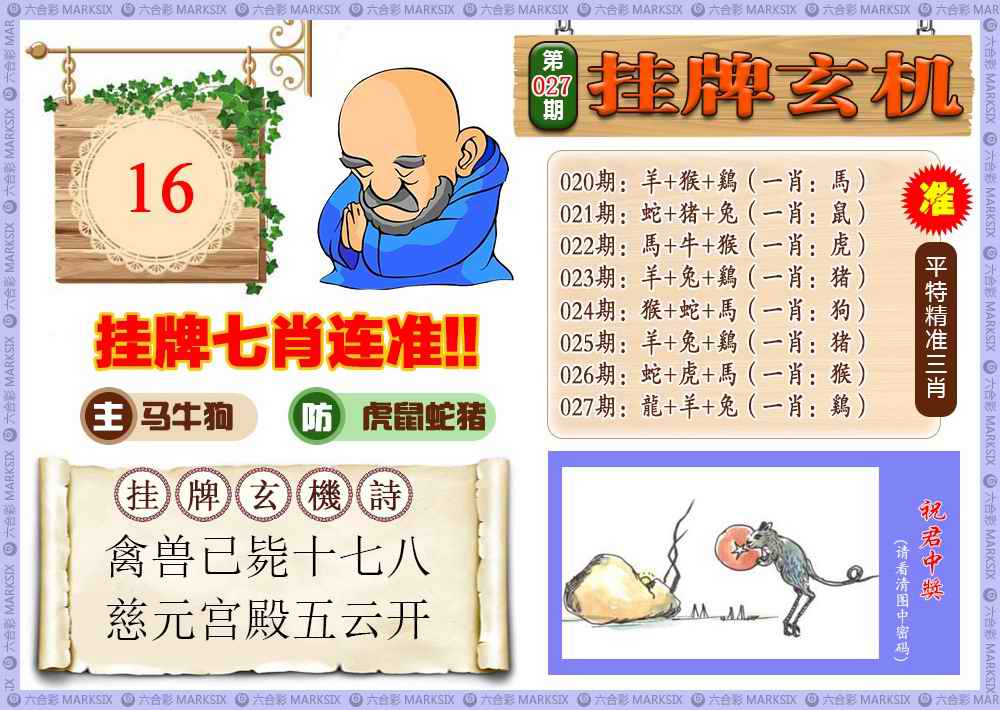 六合彩 MARKSIX
16
第
027
期
挂牌玄机
020期：羊+猴+鷄（一肖：馬）
021期：蛇+猪+兔（一肖：鼠）
022期：馬+牛+猴（一肖：虎）
023期：羊+兔+鷄（一肖：猪）
024期：猴+蛇+馬（一肖：狗）
025期：羊+兔+鷄（一肖：猪）
026期：蛇+虎+馬（一肖：猴）
027期：龍+羊+兔（一肖：鷄）
准
平特精准三肖
挂牌七肖连准!!
主 马牛狗
防 虎鼠蛇猪
挂牌玄機詩
禽兽已毙十七八
慈元宫殿五云开
祝君中獎
（请看清图中密码）